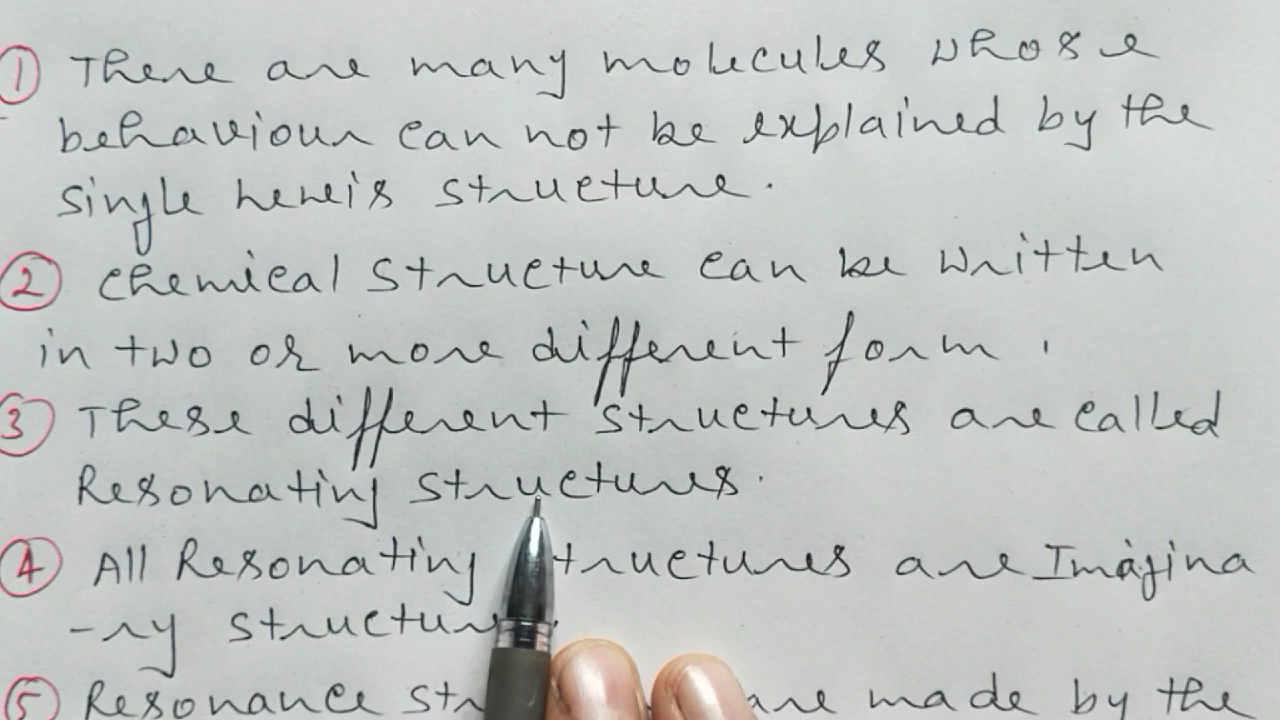 ① There are many molecules whose
behaviour can not be explained by the
single lewis structure.
② Chemical structure can be written
in two or more different form.
③ These different structures are called
Resonating structures.
④ All Resonating structures are Imagina
-ry
⑤ Resonance are made by the